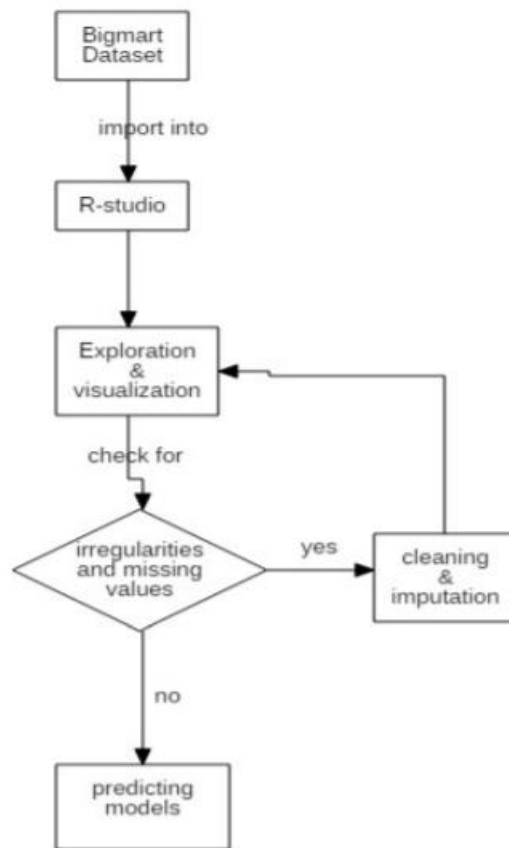 Bigmart
Dataset
import into
R-studio
Exploration
&
visualization
check for
irregularities
and missing
values
yes
cleaning
&
imputation
no
predicting
models